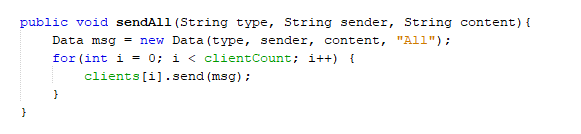 public void sendAll(String type, String sender, String content){
    Data msg = new Data(type, sender, content, "All");
    for(int i = 0; i < clientCount; i++) {
        clients[i].send(msg);
    }
}